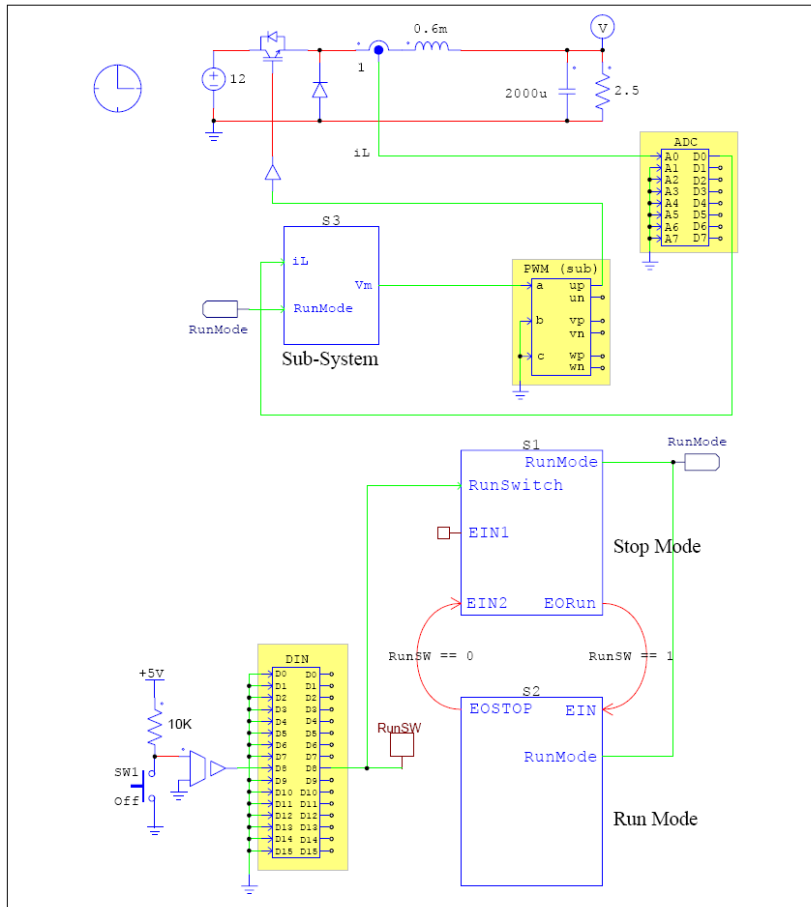 0.6m
V
12
1
2000u
2.5
iL
ADC
A0 D0
A1 D1
A2 D2
A3 D3
A4 D4
A5 D5
A6 D6
A7 D7
S3
iL
Vm
RunMode
RunMode
Sub-System
PWM (sub)
a up
un
b vp
vn
c wp
wn
S1
RunMode
RunMode
RunSwitch
EIN1
Stop Mode
EIN2 EORun
RunSW == 0
RunSW == 1
S2
EOSTOP EIN
RunMode
Run Mode
DIN
D0 D0
D1 D1
D2 D2
D3 D3
D4 D4
D5 D5
D6 D6
D7 D7
D8 D8
D9 D9
D10 D10
D11 D11
D12 D12
D13 D13
D14 D14
D15 D15
RunSW
+5V
10K
SW1
Off